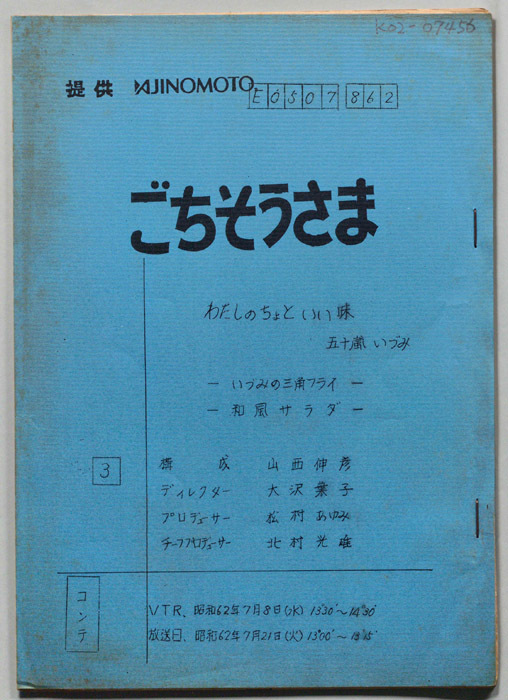 K02-07456
提供 AJINOMOTO
E0507862
ごちそうさま
わたしのちょといい味
五十嵐 いづみ
— いづみの三角フライ —
— 和風サラダ —
3
構成 山西伸彦
ディレクター 大沢葉子
プロデューサー 松村あゆみ
チーフプロデューサー 北村光雄
コンテ
VTR、昭和62年7月8日(水) 13°30'〜14°30'
放送日、昭和62年7月21日(火) 13°00'〜13°15'